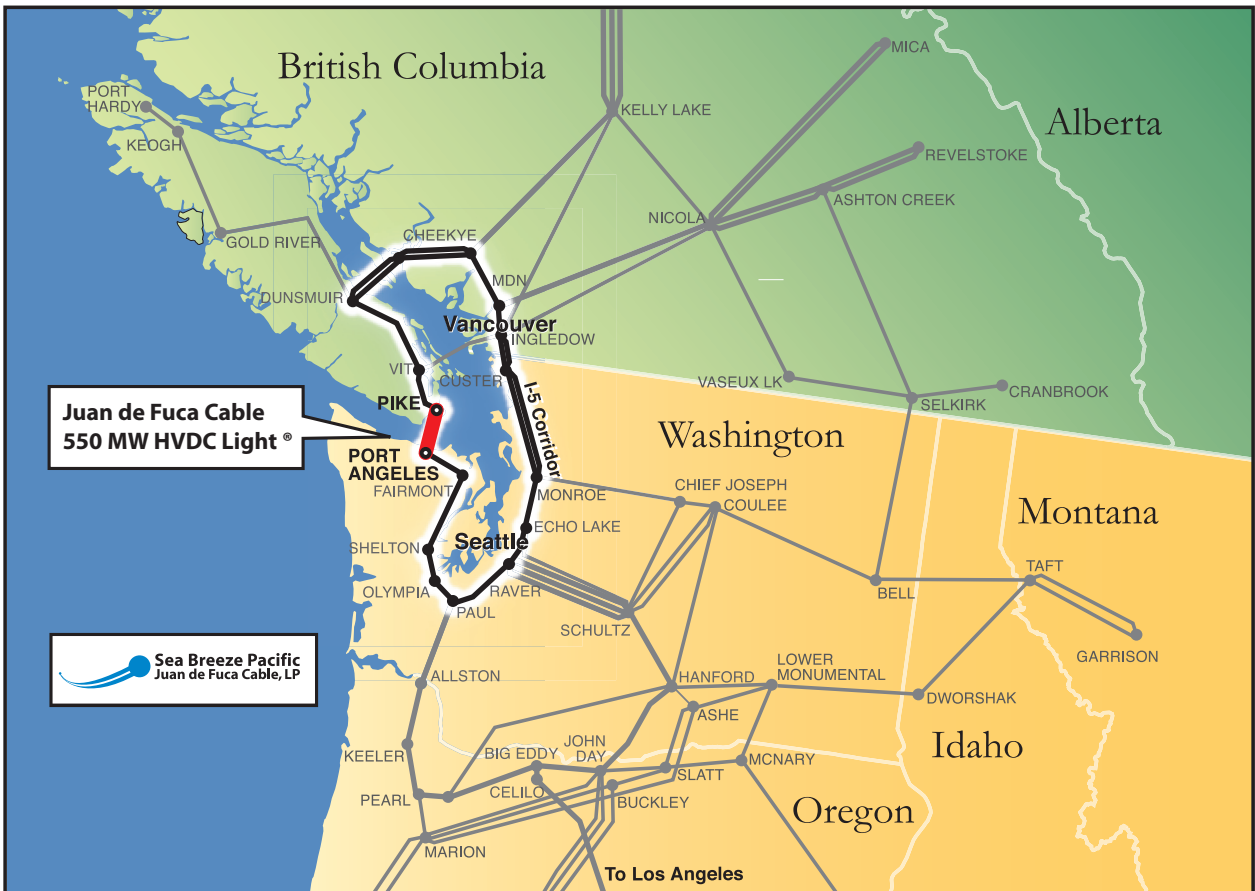 British Columbia
MICA
PORT
HARDY
KELLY LAKE
Alberta
KEOGH
REVELSTOKE
ASHTON CREEK
NICOLA
GOLD RIVER
CHEEKYE
MDN
DUNSMUIR
Vancouver
INGLEDOW
VIT
CUSTER
VASEUX LK
CRANBROOK
SELKIRK
PIKE
I-5 Corridor
Juan de Fuca Cable
550 MW HVDC Light ®
Washington
PORT
ANGELES
FAIRMONT
MONROE
CHIEF JOSEPH
COULEE
Montana
ECHO LAKE
Seattle
SHELTON
TAFT
OLYMPIA
RAVER
BELL
PAUL
SCHULTZ
GARRISON
Sea Breeze Pacific
Juan de Fuca Cable, LP
ALLSTON
HANFORD
LOWER
MONUMENTAL
DWORSHAK
ASHE
Idaho
KEELER
BIG EDDY
JOHN
DAY
MCNARY
SLATT
CELILO
PEARL
BUCKLEY
Oregon
MARION
To Los Angeles